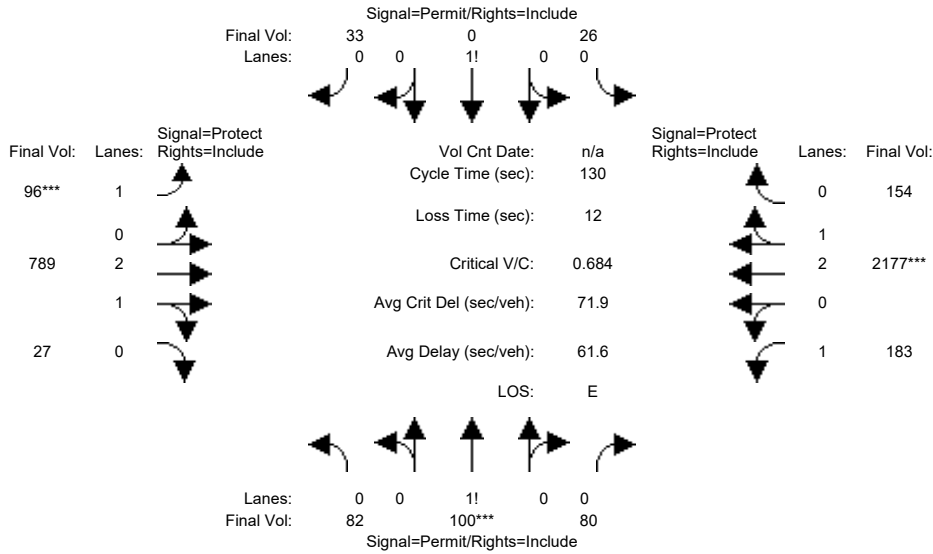 Signal=Permit/Rights=Include
Final Vol: 33 0 26
Lanes: 0 0 1! 0 0
Signal=Protect Signal=Protect
Final Vol: Lanes: Rights=Include Vol Cnt Date: n/a Rights=Include Lanes: Final Vol:
Cycle Time (sec): 130
96*** 1 0 154
Loss Time (sec): 12
0 1
789 2 Critical V/C: 0.684 2 2177***
1 Avg Crit Del (sec/veh): 71.9 0
27 0 Avg Delay (sec/veh): 61.6 1 183
LOS: E
Lanes: 0 0 1! 0 0
Final Vol: 82 100*** 80
Signal=Permit/Rights=Include